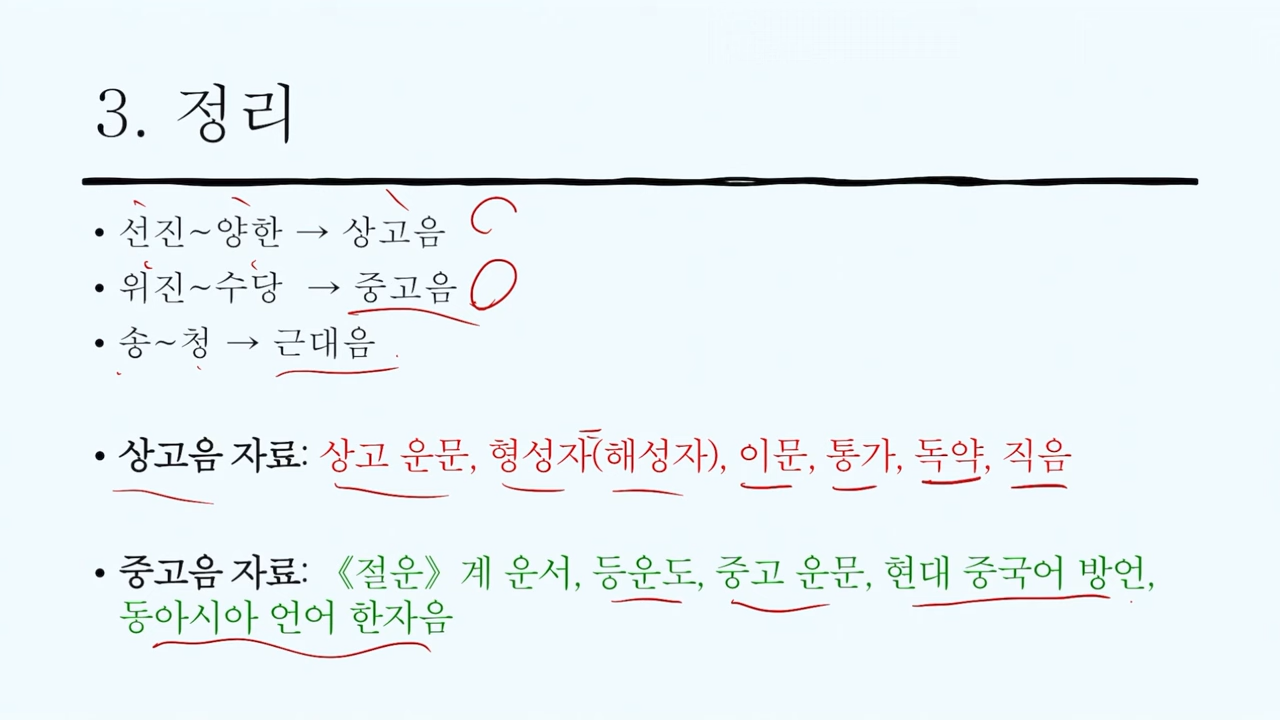 3. 정리
• 선진~양한 → 상고음
• 위진~수당 → 중고음
• 송~청 → 근대음
• 상고음 자료: 상고 운문, 형성자(해성자), 이문, 통가, 독약, 직음
• 중고음 자료: 《절운》계 운서, 등운도, 중고 운문, 현대 중국어 방언,
동아시아 언어 한자음